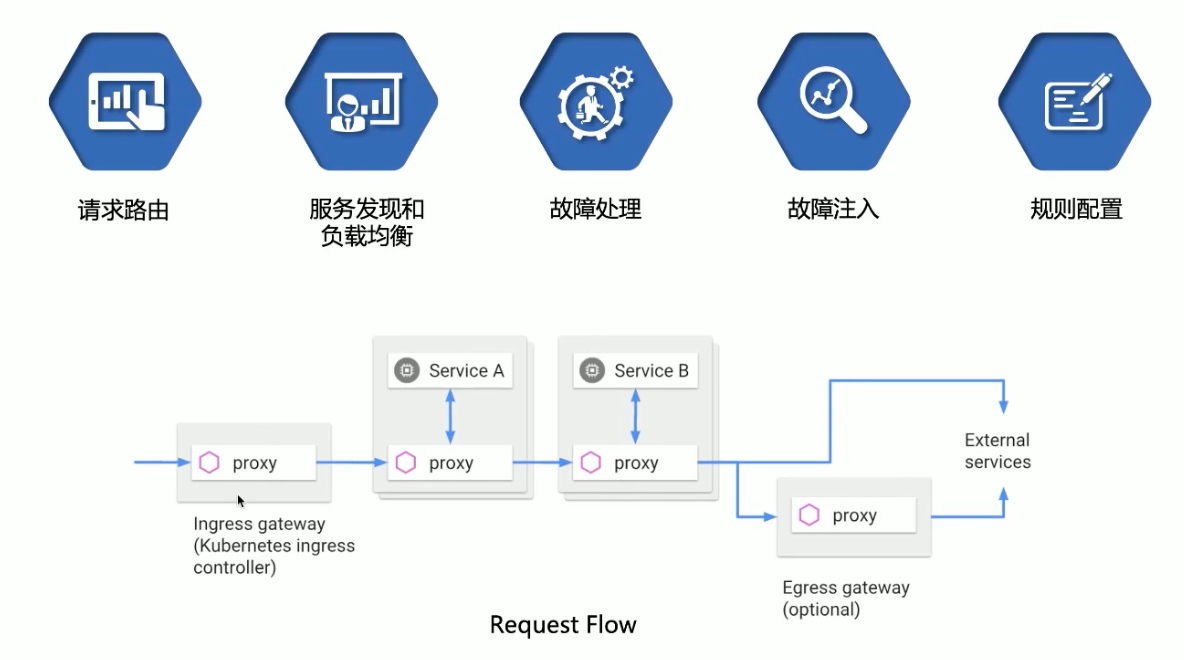 请求路由
服务发现和
负载均衡
故障处理
故障注入
规则配置
Service A
Service B
proxy
proxy
proxy
External
services
proxy
Ingress gateway
(Kubernetes ingress
controller)
Egress gateway
(optional)
Request Flow